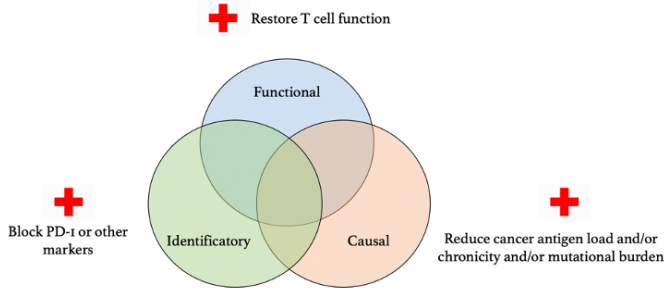 Restore T cell function
Functional
Identificatory
Causal
Block PD-1 or other
markers
Reduce cancer antigen load and/or
chronicity and/or mutational burden